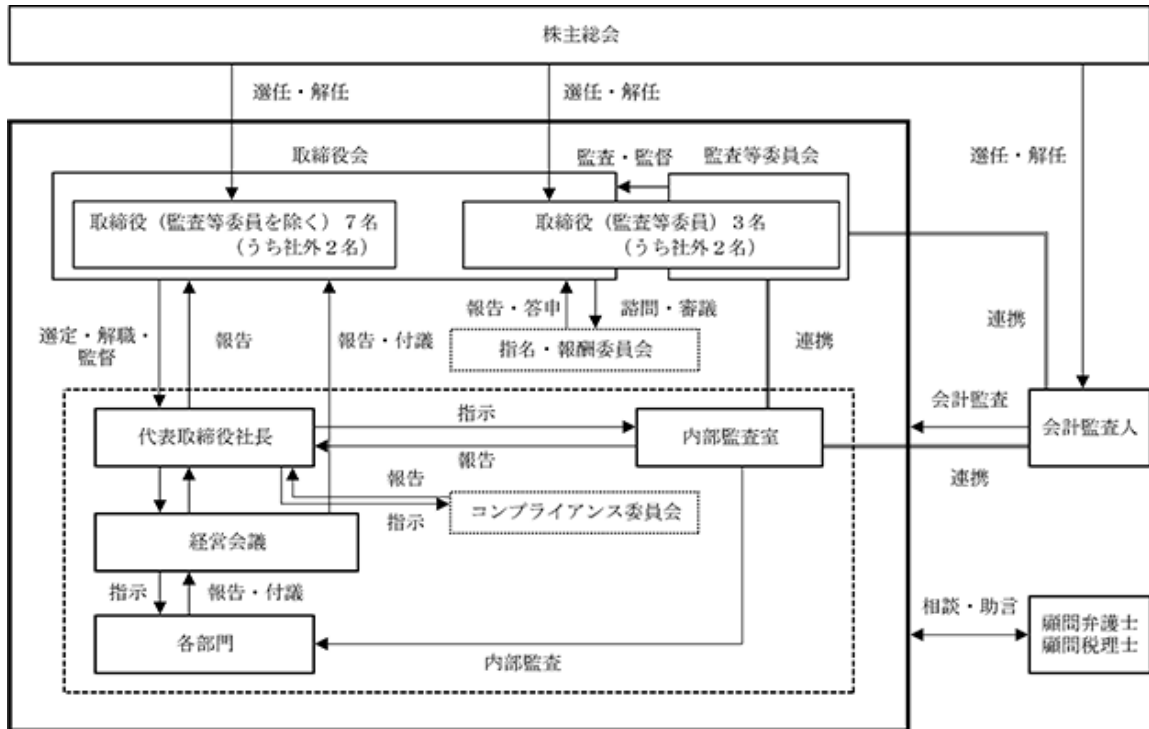 株主総会
選任・解任
選任・解任
選任・解任
取締役会
監査・監督
監査等委員会
取締役（監査等委員を除く）７名
（うち社外２名）
取締役（監査等委員）３名
（うち社外２名）
選定・解職・
監督
報告
報告・付議
報告・答申
諮問・審議
連携
連携
指名・報酬委員会
代表取締役社長
指示
報告
内部監査室
会計監査
会計監査人
連携
報告
指示
コンプライアンス委員会
経営会議
指示
報告・付議
各部門
内部監査
相談・助言
顧問弁護士
顧問税理士